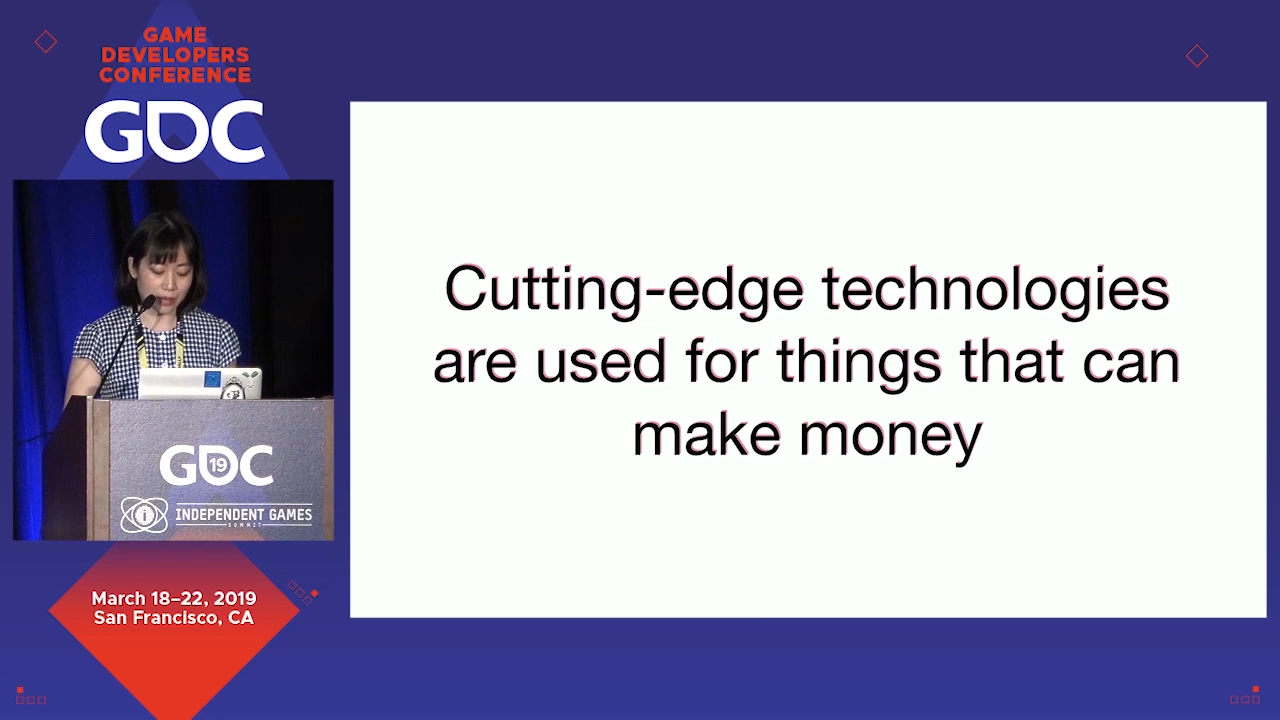 GAME
DEVELOPERS
CONFERENCE
GDC
Cutting-edge technologies
are used for things that can
make money
GDC
19
INDEPENDENT GAMES
SUMMIT
March 18–22, 2019
San Francisco, CA